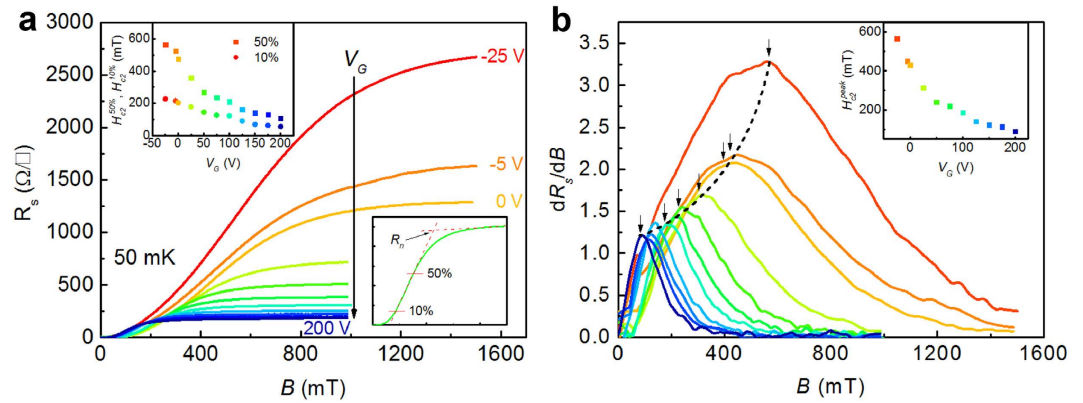 a
3000
2500
2000
1500
1000
500
250
0
R_s (Ω/□)
0 400 800 1200 1600
B (mT)
50 mK
V_G
-25 V
-5 V
0 V
200 V
600
400
200
0
H_c2^50%, H_c2^10% (mT)
-50 0 50 100 150 200
V_G (V)
50%
10%
R_n
50%
10%
b
3.5
3.0
2.5
2.0
1.5
1.0
0.5
0.0
dR_s/dB
0 400 800 1200 1600
B (mT)
600
400
200
0
H_c2^peak (mT)
0 50 100 150 200
V_G (V)